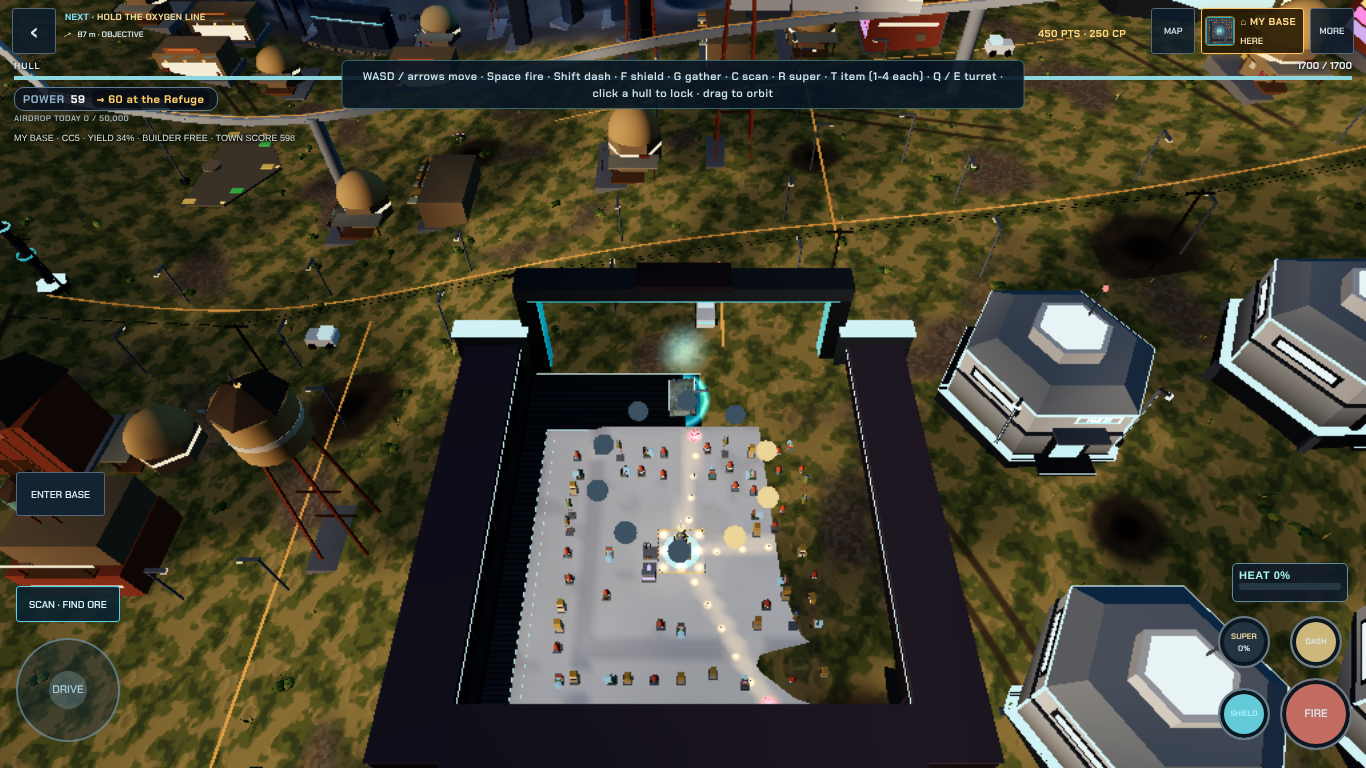 ‹
NEXT · HOLD THE OXYGEN LINE
87 m · OBJECTIVE
450 PTS · 250 CP
MAP
⌂ MY BASE
HERE
MORE
HULL
1700 / 1700
WASD / arrows move · Space fire · Shift dash · F shield · G gather · C scan · R super · T item (1-4 each) · Q / E turret ·
click a hull to lock · drag to orbit
POWER 59 → 60 at the Refuge
AIRDROP TODAY 0 / 50,000
MY BASE · CC5 · YIELD 34% · BUILDER FREE · TOWN SCORE 598
ENTER BASE
SCAN · FIND ORE
DRIVE
HEAT 0%
SUPER
0%
DASH
SHIELD
FIRE